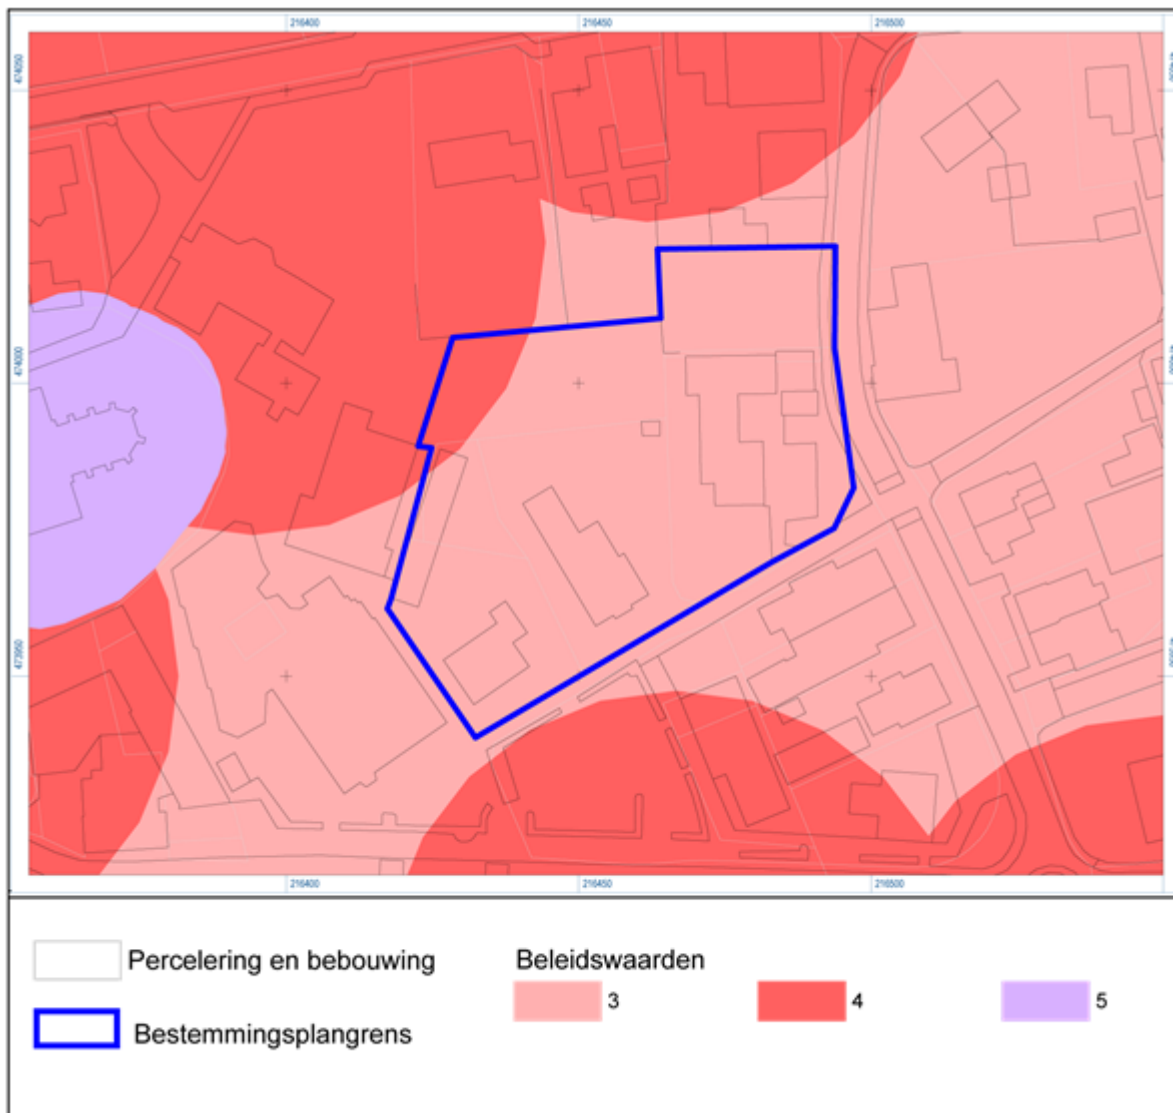 216400 216450 216500
474050
474000
473950
216400 216450 216500
Percelering en bebouwing
Bestemmingsplangrens
Beleidswaarden
3 4 5